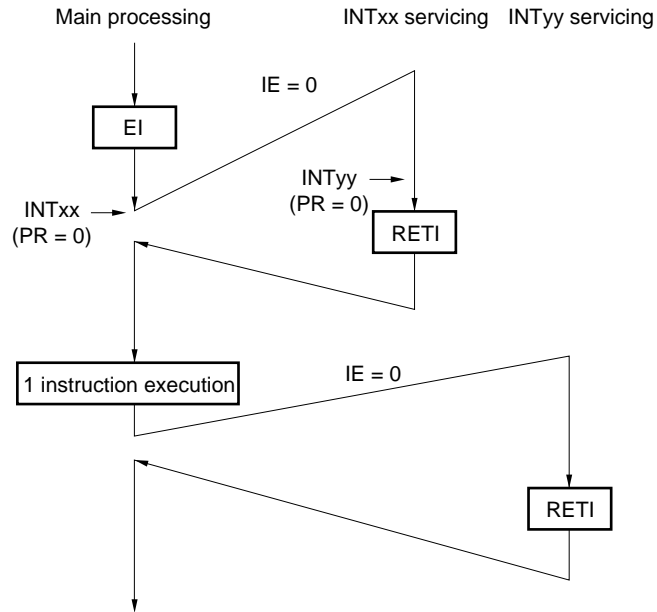 Main processing
INTxx servicing
INTyy servicing
IE = 0
EI
INTyy
(PR = 0)
INTxx
(PR = 0)
RETI
1 instruction execution
IE = 0
RETI